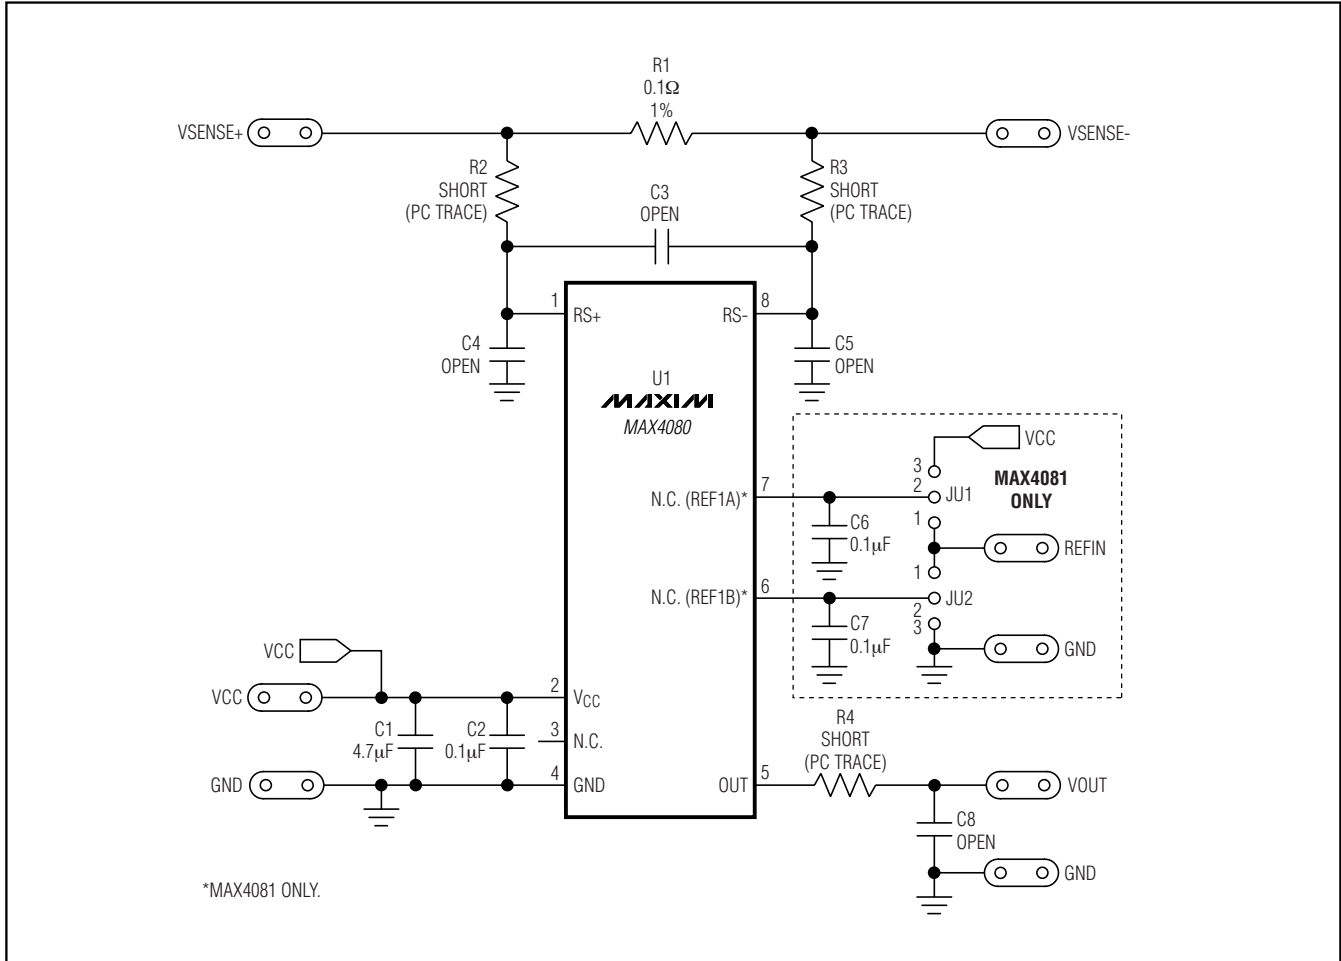 R1
0.1Ω
1%
VSENSE+
VSENSE-
R2
SHORT
(PC TRACE)
R3
SHORT
(PC TRACE)
C3
OPEN
1
RS+
8
RS-
C4
OPEN
C5
OPEN
U1
MAXIM
MAX4080
VCC
3
2
JU1
1
MAX4081
ONLY
7
N.C. (REF1A)*
C6
0.1µF
REFIN
1
6
N.C. (REF1B)*
JU2
2
3
C7
0.1µF
GND
VCC
VCC
2
VCC
C1
4.7µF
C2
0.1µF
3
N.C.
GND
4
GND
R4
SHORT
(PC TRACE)
5
OUT
VOUT
C8
OPEN
GND
*MAX4081 ONLY.